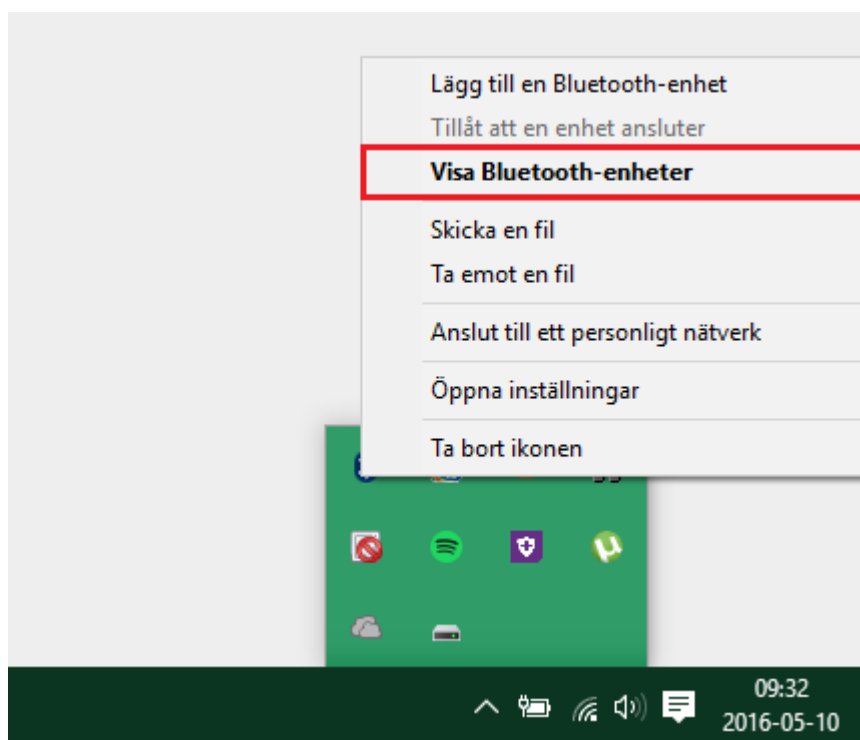 Lägg till en Bluetooth-enhet
Tillåt att en enhet ansluter
Visa Bluetooth-enheter
Skicka en fil
Ta emot en fil
Anslut till ett personligt nätverk
Öppna inställningar
Ta bort ikonen
09:32
2016-05-10